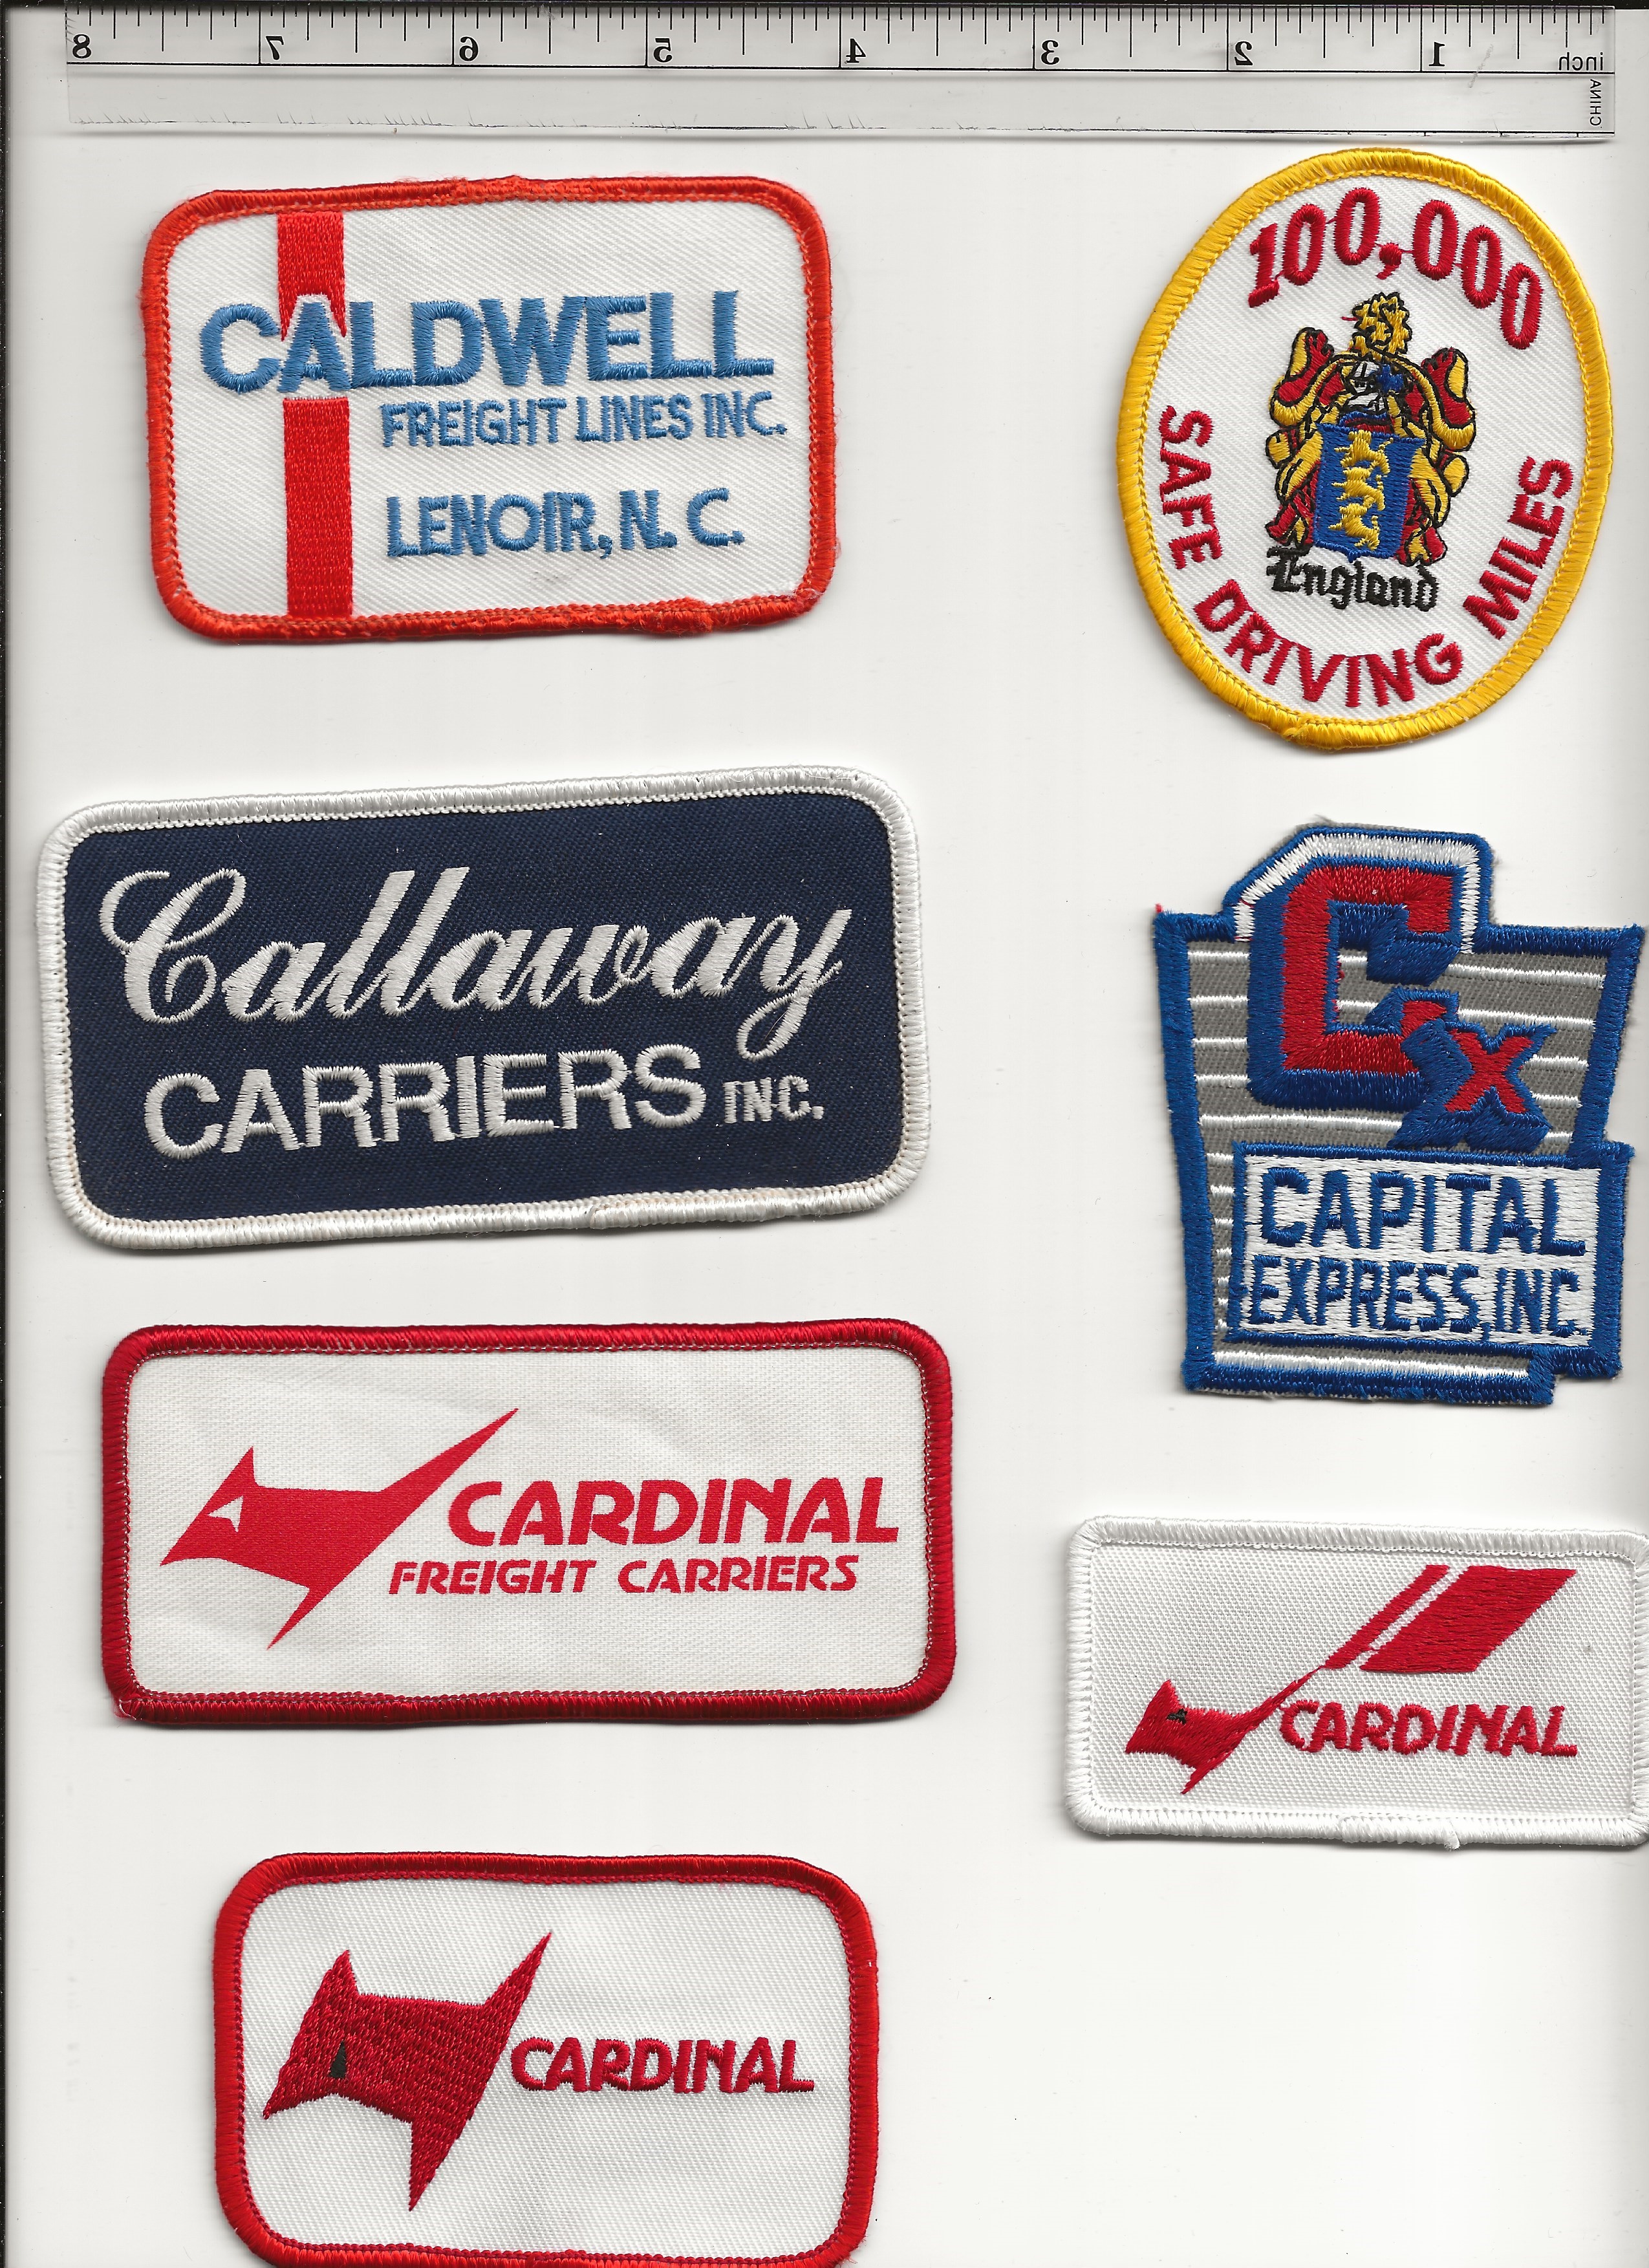 8 7 6 5 4 3 2 1 inch
CHINA
CALDWELL
FREIGHT LINES INC.
LENOIR, N. C.
100,000
England
SAFE DRIVING MILES
Callaway
CARRIERS INC.
Cx
CAPITAL
EXPRESS, INC.
CARDINAL
FREIGHT CARRIERS
CARDINAL
CARDINAL